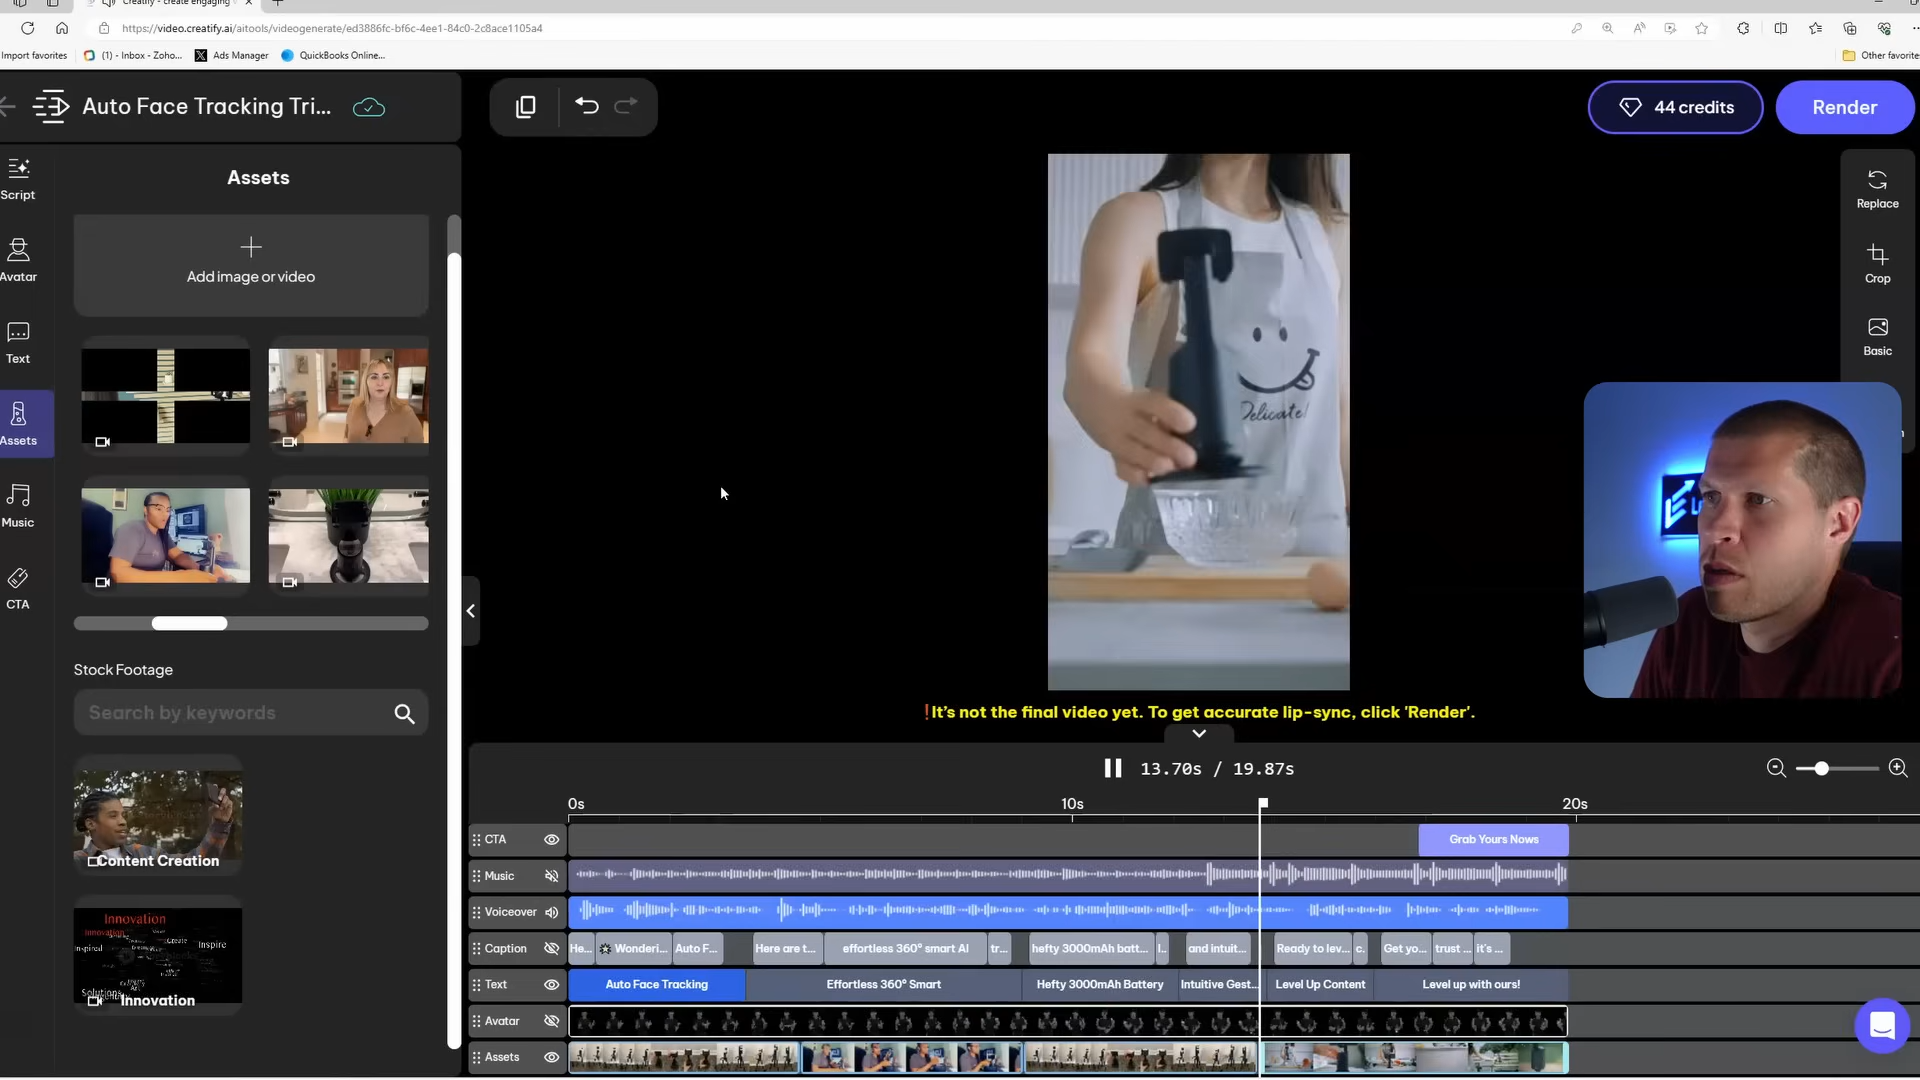 Creatify - create engaging
https://video.creatify.ai/aitools/videogenerate/ed3886fc-bf6c-4ee1-84c0-2c8ace1105a4
Import favorites
(1) - Inbox - Zoho...
Ads Manager
QuickBooks Online...
Other favorite
Auto Face Tracking Tri...
44 credits
Render
Script
Avatar
Text
Assets
Music
CTA
Assets
Add image or video
Stock Footage
Search by keywords
Content Creation
Innovation
Innovation
Inspired
Create
Inspire
Solutions
Innovation
Delicate!
Replace
Crop
Basic
!It's not the final video yet. To get accurate lip-sync, click 'Render'.
13.70s / 19.87s
0s
10s
20s
CTA
Grab Yours Nows
Music
Voiceover
Caption
He...
Wonderi...
Auto F...
Here are t...
effortless 360° smart AI
tr...
hefty 3000mAh batt...
I..
and intuit...
Ready to lev...
c.
Get yo...
trust ...
it's ...
Text
Auto Face Tracking
Effortless 360° Smart
Hefty 3000mAh Battery
Intuitive Gest...
Level Up Content
Level up with ours!
Avatar
Assets